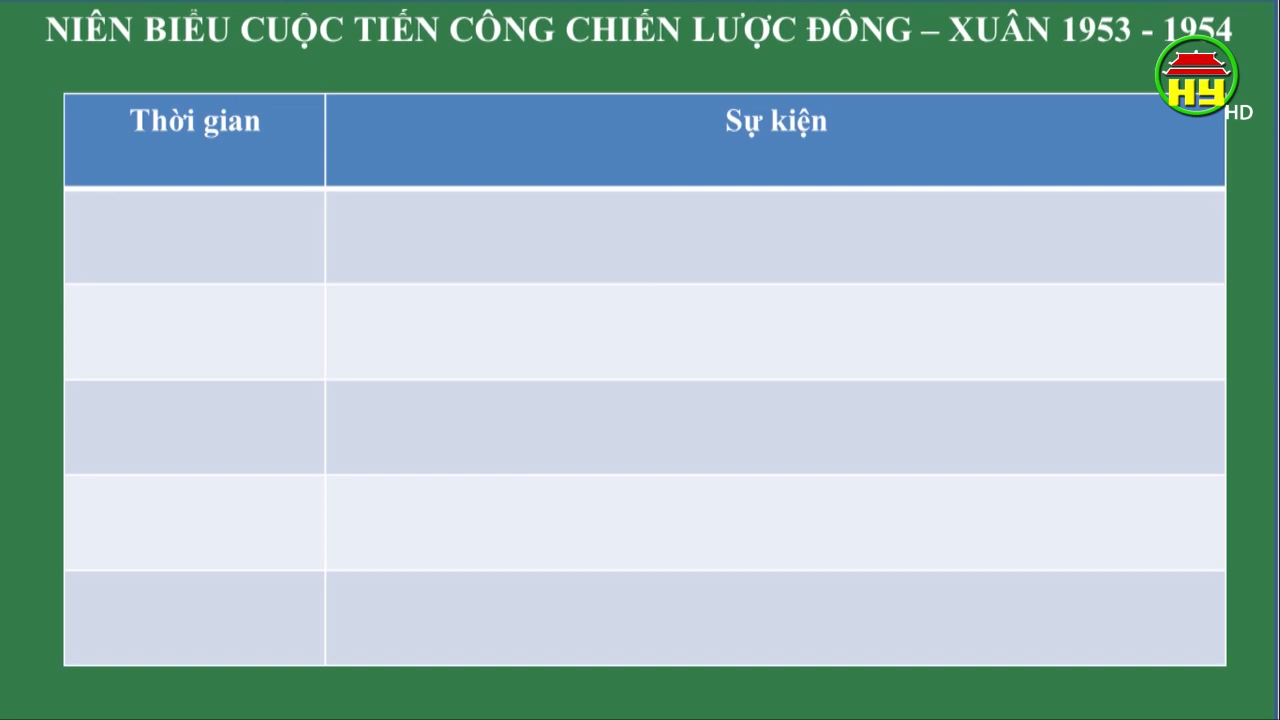 NIÊN BIỂU CUỘC TIẾN CÔNG CHIẾN LƯỢC ĐÔNG – XUÂN 1953 - 1954
HY
HD
Thời gian
Sự kiện